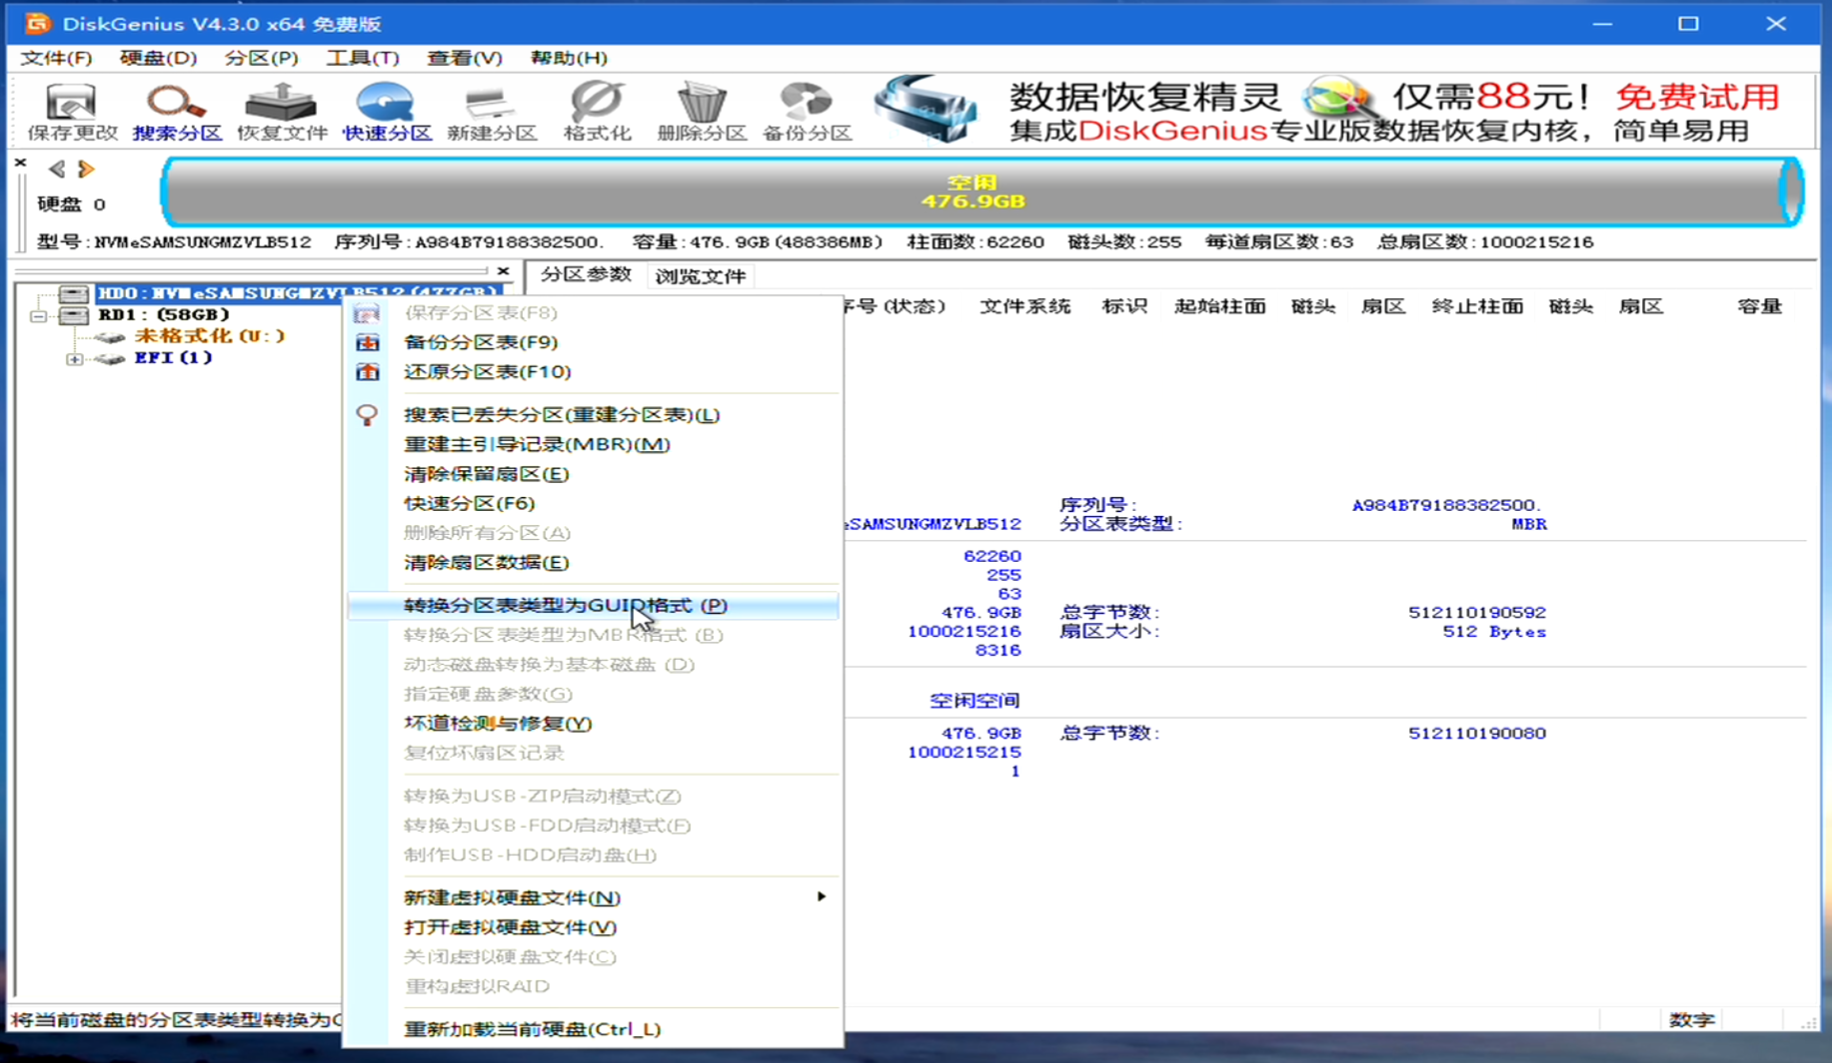 DiskGenius V4.3.0 x64 免费版
文件(F) 硬盘(D) 分区(P) 工具(T) 查看(V) 帮助(H)
保存更改 搜索分区 恢复文件 快速分区 新建分区 格式化 删除分区 备份分区
数据恢复精灵 仅需88元！ 免费试用
集成DiskGenius专业版数据恢复内核，简单易用
硬盘 0
空闲
476.9GB
型号:NVMeSAMSUNGMZVLB512 序列号:A984B79188382500. 容量:476.9GB(488386MB) 柱面数:62260 磁头数:255 每道扇区数:63 总扇区数:1000215216
HD0:NVMeSAMSUNGMZVLB512(477GB)
RD1:(58GB)
未格式化(U:)
EFI(1)
分区参数 浏览文件
序号(状态) 文件系统 标识 起始柱面 磁头 扇区 终止柱面 磁头 扇区 容量
保存分区表(F8)
备份分区表(F9)
还原分区表(F10)
搜索已丢失分区(重建分区表)(L)
重建主引导记录(MBR)(M)
清除保留扇区(E)
快速分区(F6)
删除所有分区(A)
清除扇区数据(E)
转换分区表类型为GUID格式 (P)
转换分区表类型为MBR格式 (B)
动态磁盘转换为基本磁盘 (D)
指定硬盘参数(G)
坏道检测与修复(Y)
复位坏扇区记录
转换为USB-ZIP启动模式(Z)
转换为USB-FDD启动模式(F)
制作USB-HDD启动盘(H)
新建虚拟硬盘文件(N)
打开虚拟硬盘文件(V)
关闭虚拟硬盘文件(C)
重构虚拟RAID
重新加载当前硬盘(Ctrl_L)
序列号: A984B79188382500.
eSAMSUNGMZVLB512 分区表类型: MBR
62260
255
63
476.9GB 总字节数: 512110190592
1000215216 扇区大小: 512 Bytes
8316
空闲空间
476.9GB 总字节数: 512110190080
1000215215
1
将当前磁盘的分区表类型转换为G
数字